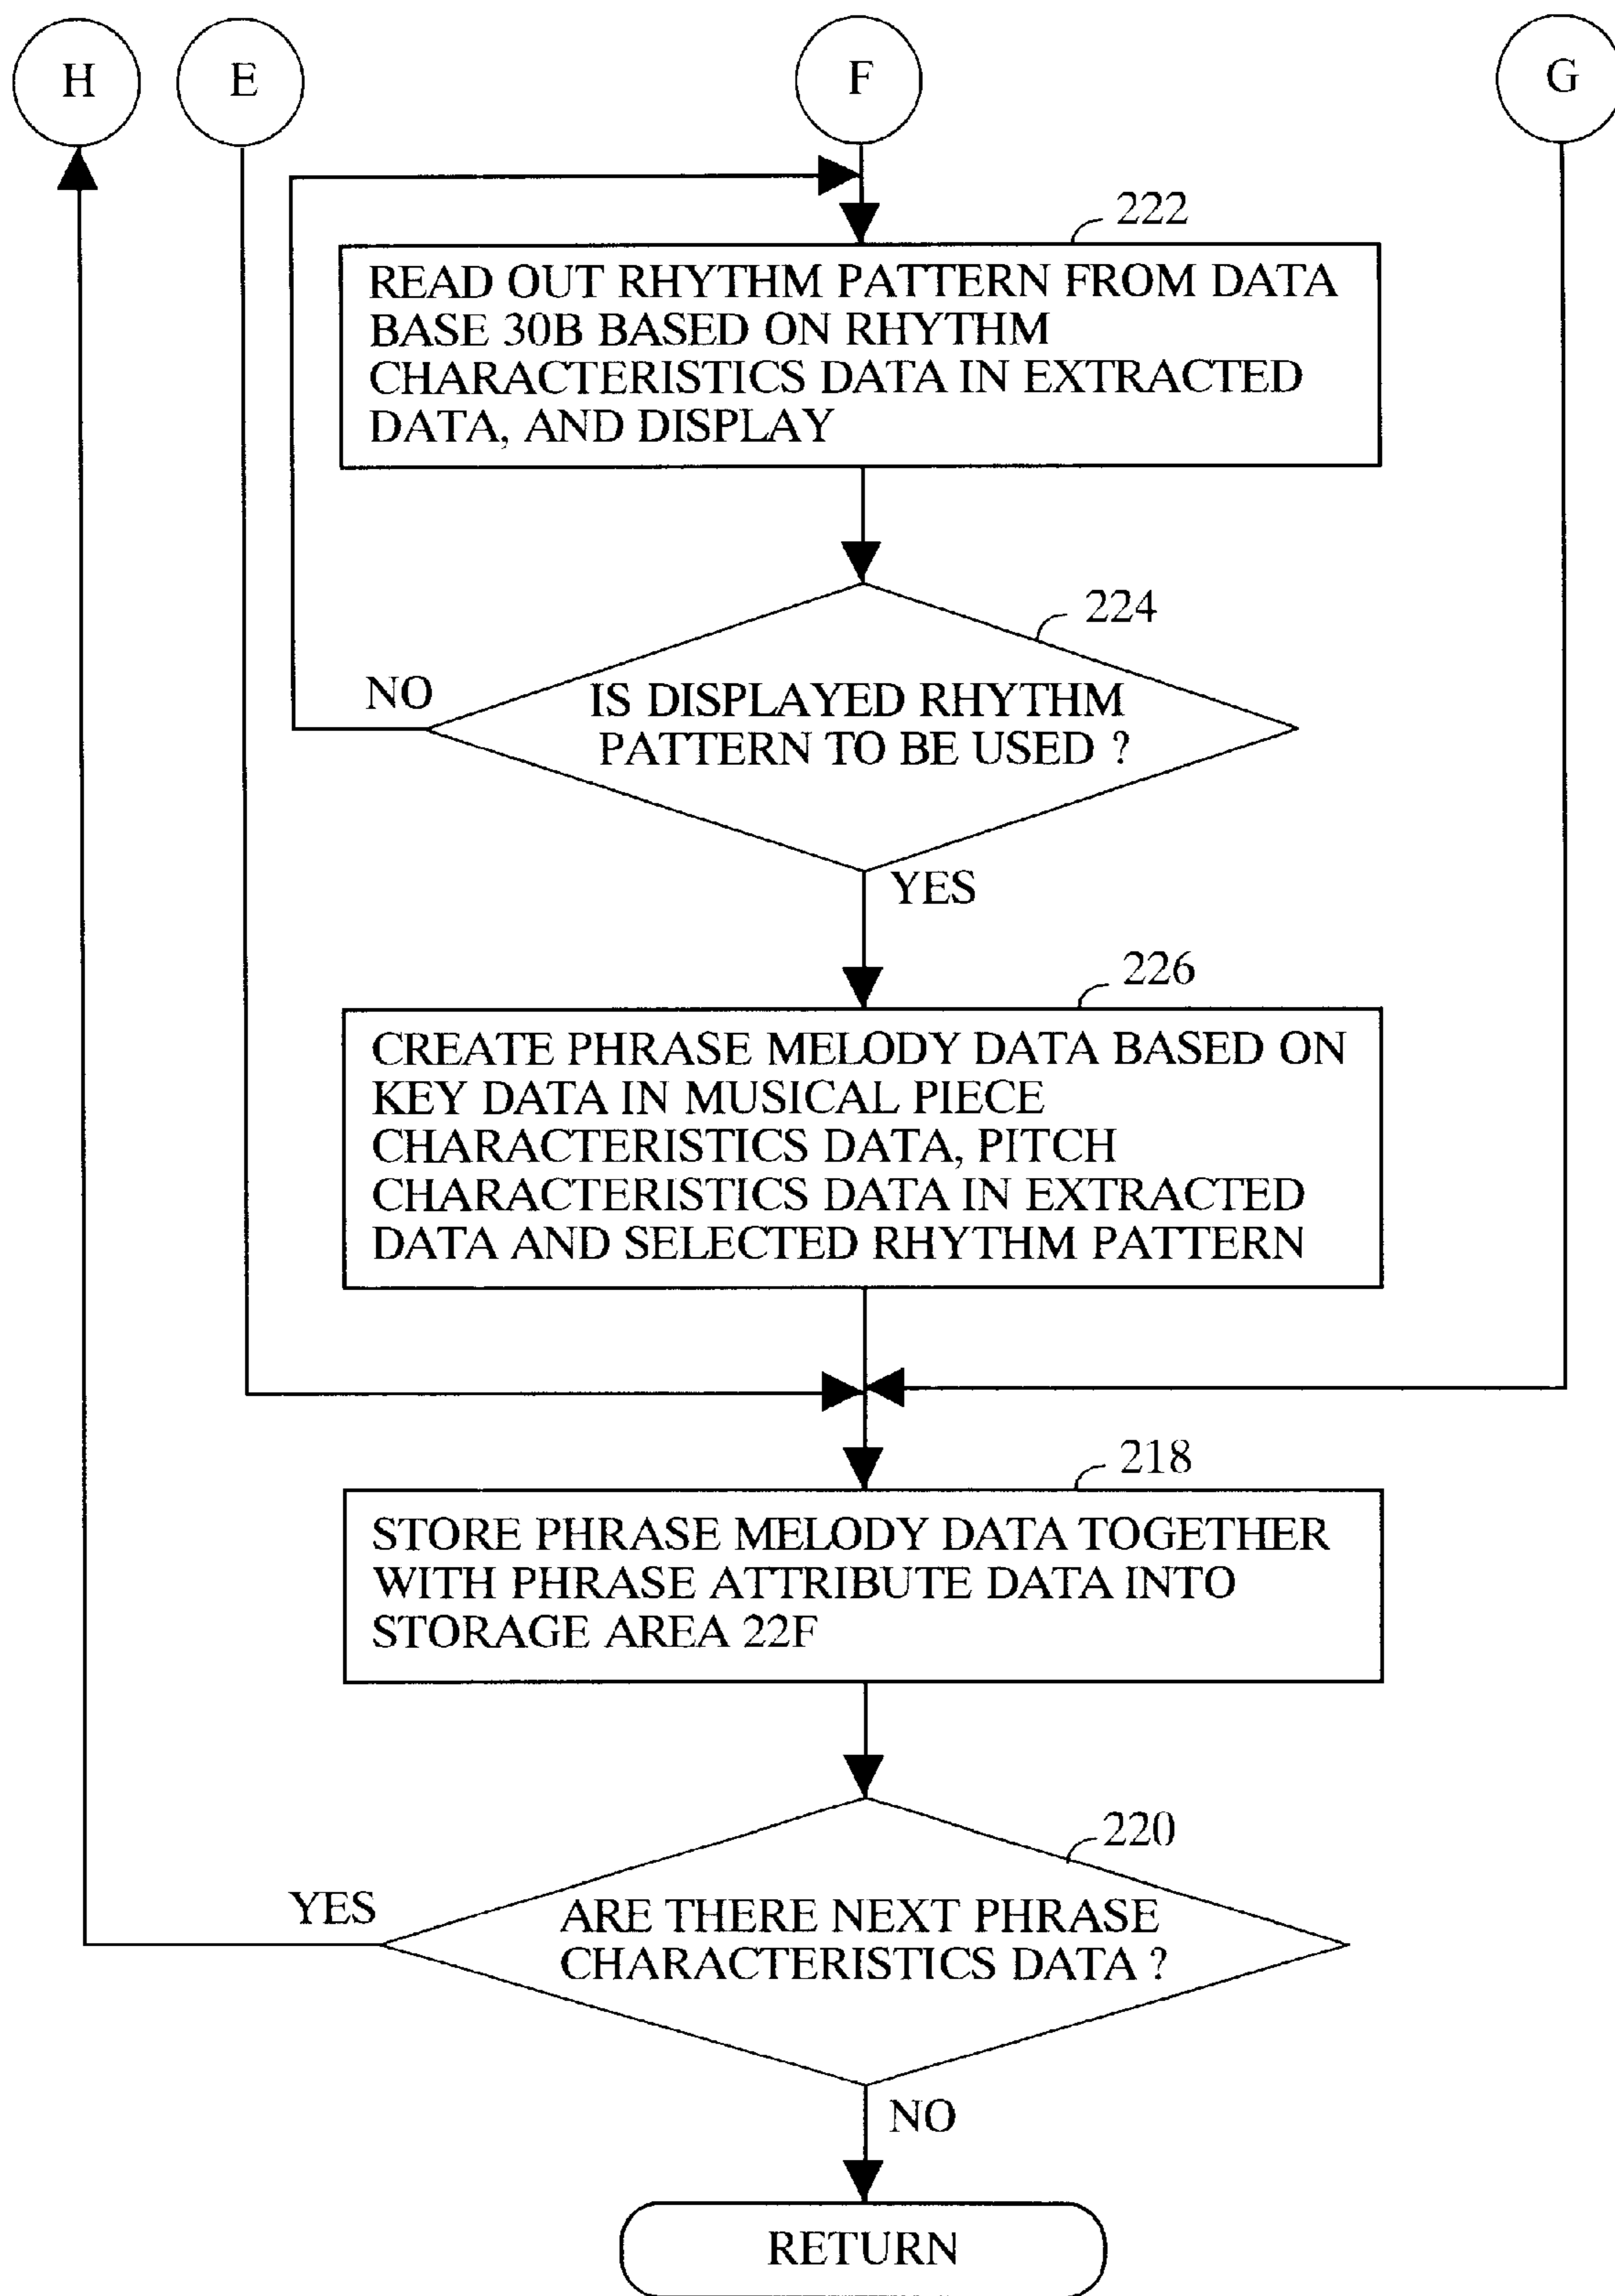 H
E
F
G
222
READ OUT RHYTHM PATTERN FROM DATA
BASE 30B BASED ON RHYTHM
CHARACTERISTICS DATA IN EXTRACTED
DATA, AND DISPLAY
224
NO
IS DISPLAYED RHYTHM
PATTERN TO BE USED ?
YES
226
CREATE PHRASE MELODY DATA BASED ON
KEY DATA IN MUSICAL PIECE
CHARACTERISTICS DATA, PITCH
CHARACTERISTICS DATA IN EXTRACTED
DATA AND SELECTED RHYTHM PATTERN
218
STORE PHRASE MELODY DATA TOGETHER
WITH PHRASE ATTRIBUTE DATA INTO
STORAGE AREA 22F
220
YES
ARE THERE NEXT PHRASE
CHARACTERISTICS DATA ?
NO
RETURN